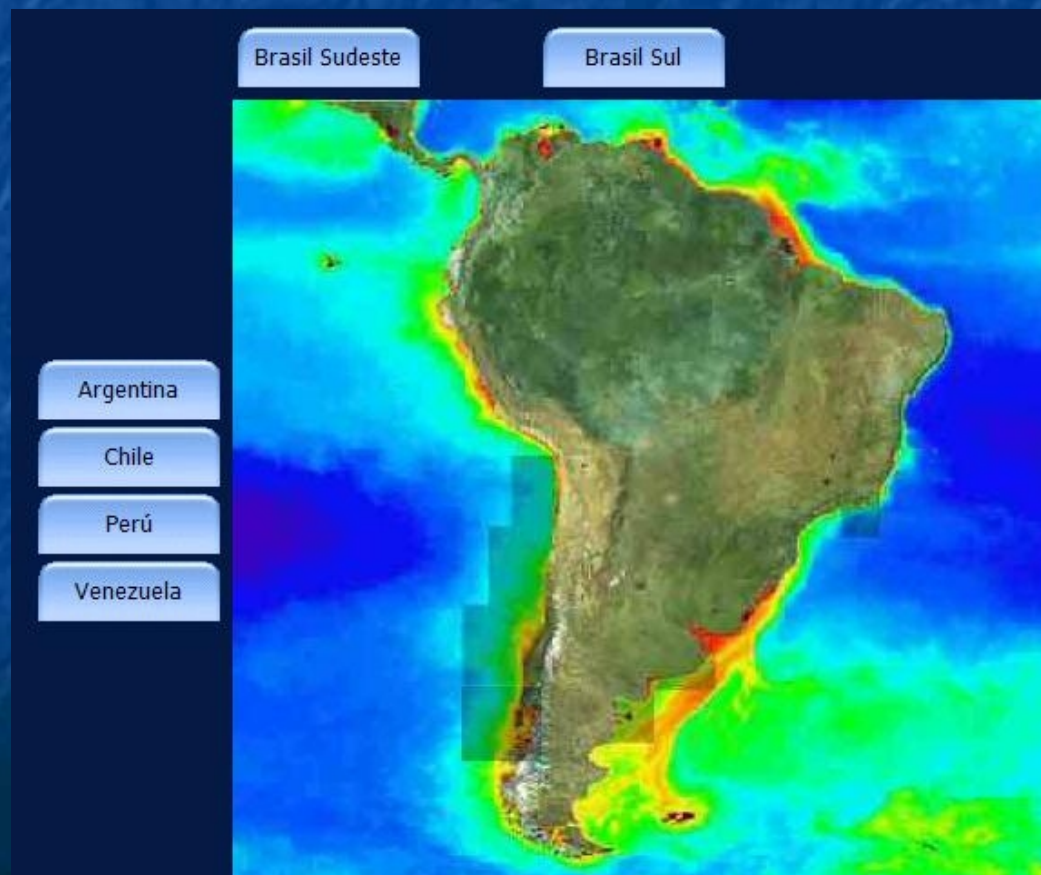 Brasil Sudeste
Brasil Sul
Argentina
Chile
Perú
Venezuela